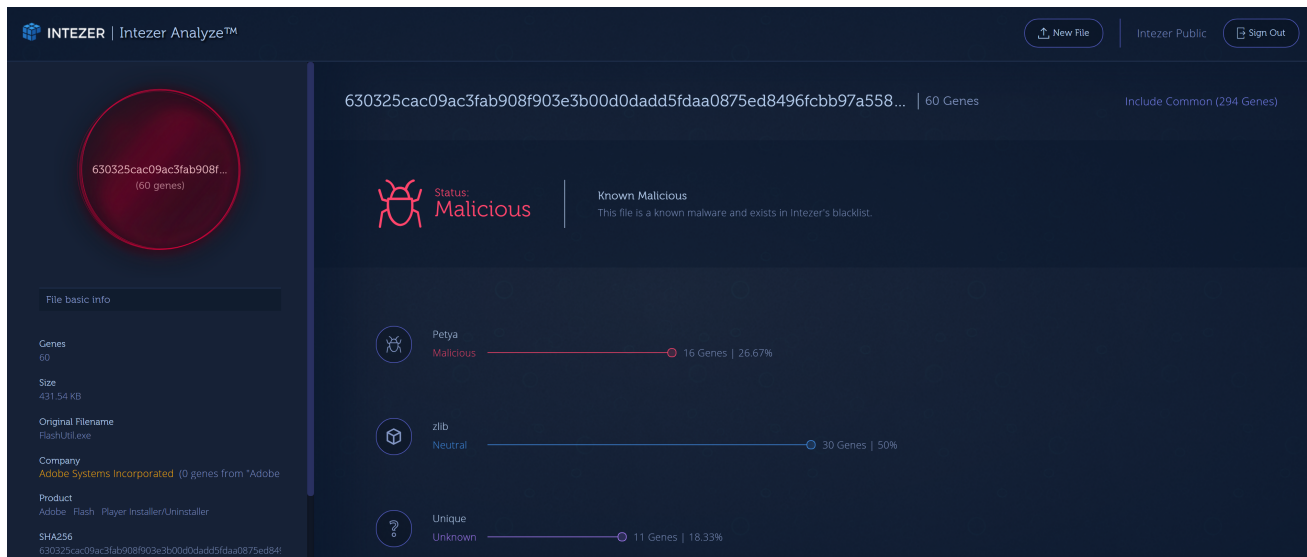 INTEZER | Intezer Analyze™
New File
Intezer Public
Sign Out
630325cac09ac3fab908f...
(60 genes)
File basic info
Genes
60
Size
431.54 KB
Original Filename
FlashUtil.exe
Company
Adobe Systems Incorporated (0 genes from "Adobe
Product
Adobe Flash Player Installer/Uninstaller
SHA256
630325cac09ac3fab908f903e3b00d0dadd5fdaa0875ed849
630325cac09ac3fab908f903e3b00d0dadd5fdaa0875ed8496fcbb97a558... | 60 Genes
Include Common (294 Genes)
Status:
Malicious
Known Malicious
This file is a known malware and exists in Intezer's blacklist.
Petya
Malicious 16 Genes | 26.67%
zlib
Neutral 30 Genes | 50%
Unique
Unknown 11 Genes | 18.33%